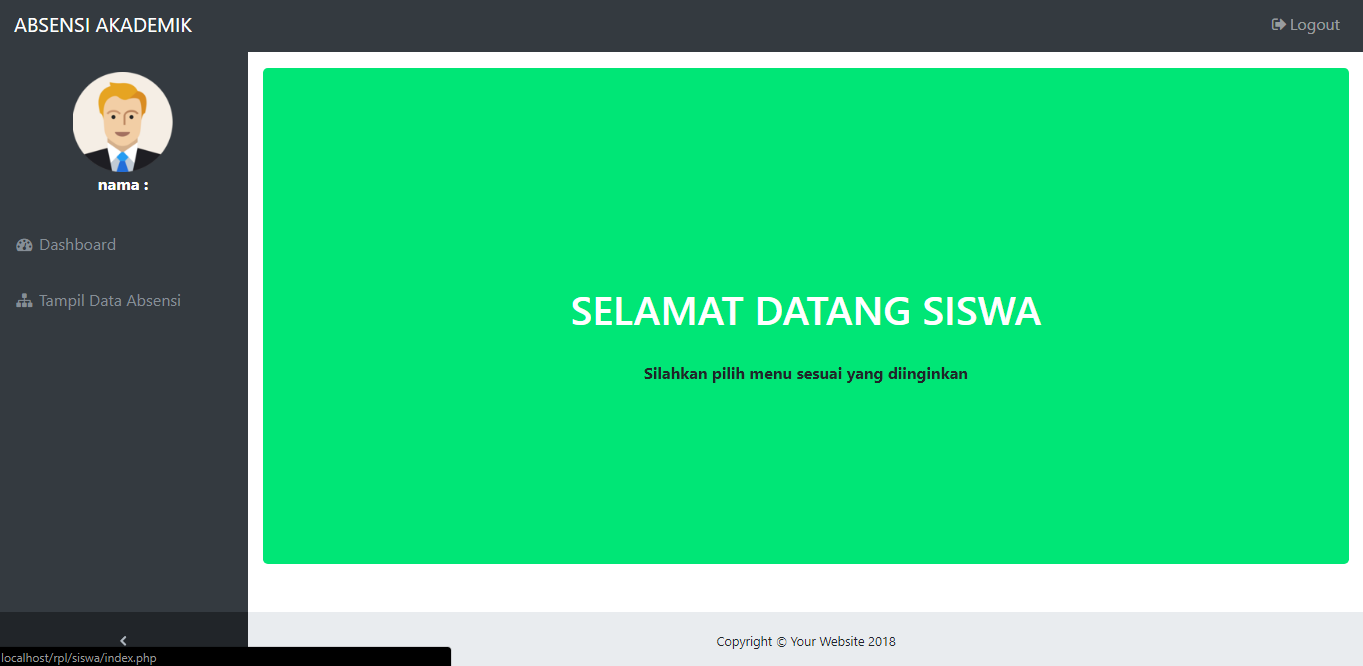 ABSENSI AKADEMIK
Logout
nama :
Dashboard
Tampil Data Absensi
SELAMAT DATANG SISWA
Silahkan pilih menu sesuai yang diinginkan
Copyright © Your Website 2018
localhost/rpl/siswa/index.php